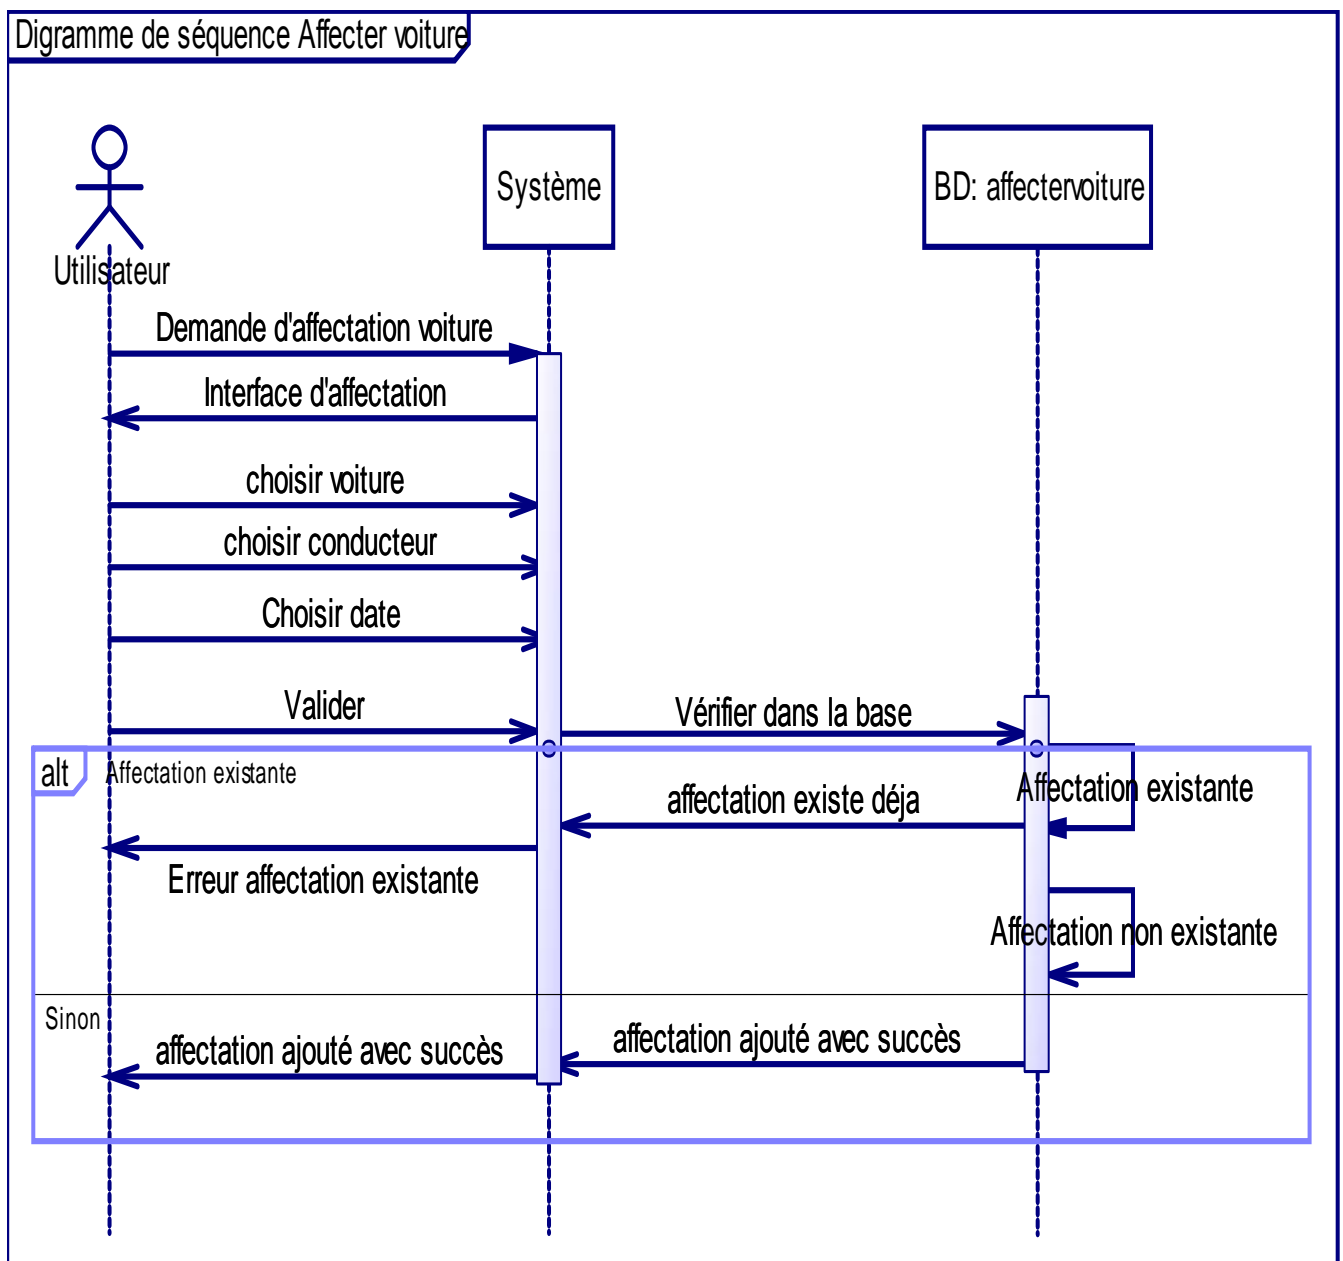 Digramme de séquence Affecter voiture
Système
BD: affectervoiture
Utilisateur
Demande d'affectation voiture
Interface d'affectation
choisir voiture
choisir conducteur
Choisir date
Valider
Vérifier dans la base
alt
Affectation existante
Affectation existante
affectation existe déja
Erreur affectation existante
Affectation non existante
Sinon
affectation ajouté avec succès
affectation ajouté avec succès